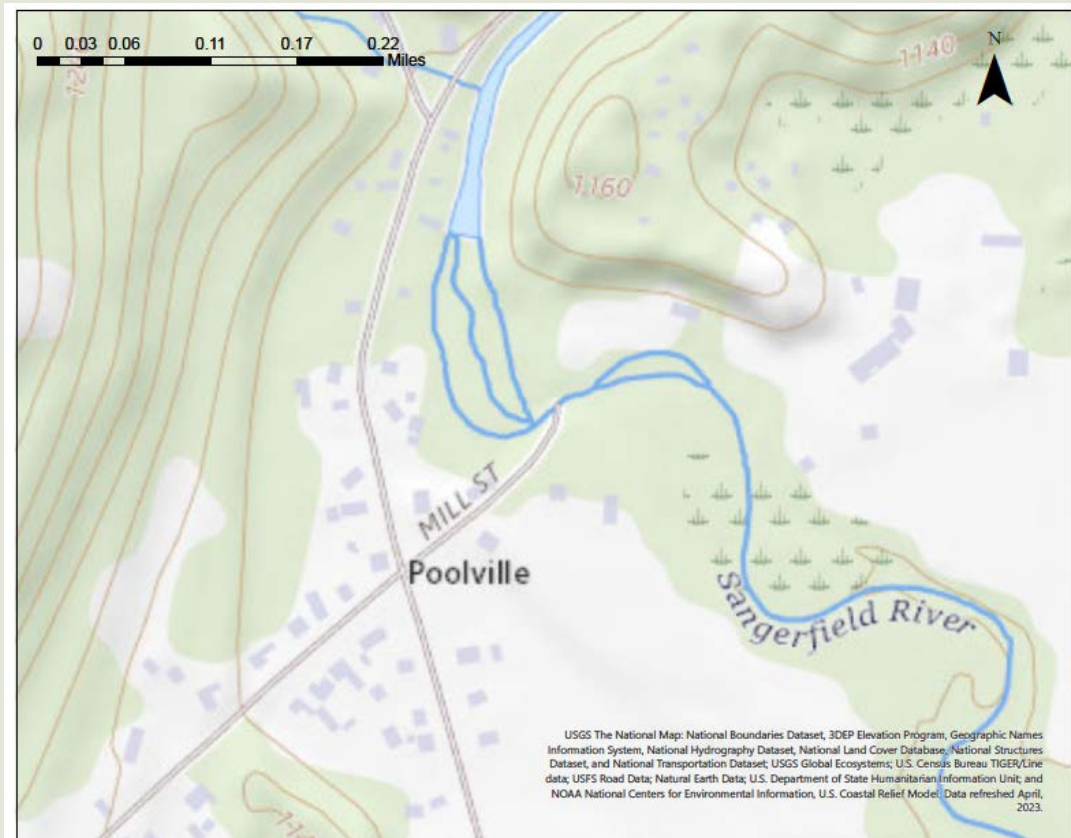 0 0.03 0.06 0.11 0.17 0.22
Miles
N
1140
1160
MILL ST
Poolville
Sangerfield River
USGS The National Map: National Boundaries Dataset, 3DEP Elevation Program, Geographic Names
Information System, National Hydrography Dataset, National Land Cover Database, National Structures
Dataset, and National Transportation Dataset; USGS Global Ecosystems; U.S. Census Bureau TIGER/Line
data; USFS Road Data; Natural Earth Data; U.S. Department of State Humanitarian Information Unit; and
NOAA National Centers for Environmental Information, U.S. Coastal Relief Model. Data refreshed April,
2023.